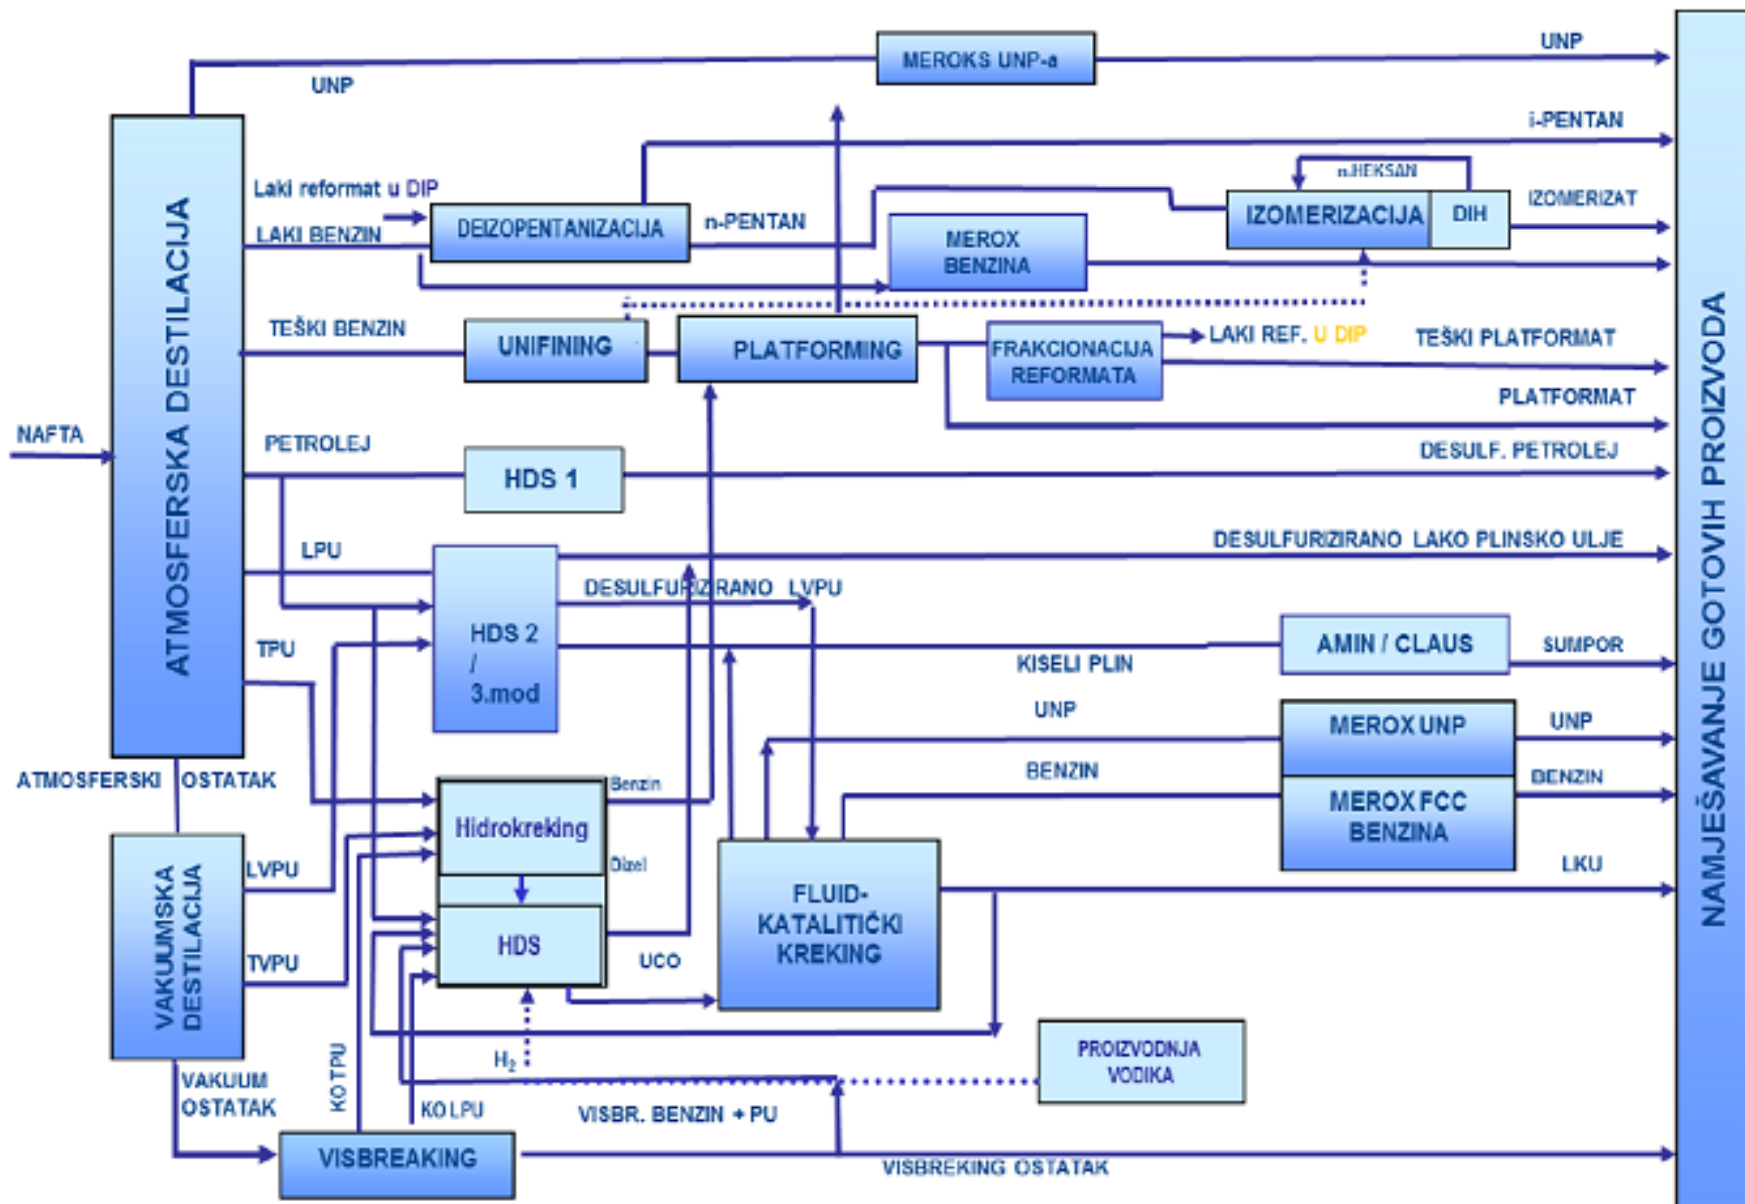 MEROKS UNP-a
UNP
UNP
i-PENTAN
n-HEKSAN
Laki reformat u DIP
DEIZOPENTANIZACIJA
n-PENTAN
IZOMERIZACIJA
DIH
IZOMERIZAT
LAKI BENZIN
MEROX
BENZINA
TEŠKI BENZIN
UNIFINING
PLATFORMING
FRAKCIONACIJA
REFORMATA
LAKI REF. U DIP
TEŠKI PLATFORMAT
PLATFORMAT
NAFTA
ATMOSFERSKA DESTILACIJA
PETROLEJ
HDS 1
DESULF. PETROLEJ
LPU
DESULFURIZIRANO LAKO PLINSKO ULJE
DESULFURIZIRANO LVPU
HDS 2
/
3.mod
TPU
KISELI PLIN
AMIN / CLAUS
SUMPOR
UNP
MEROX UNP
UNP
ATMOSFERSKI OSTATAK
Benzin
BENZIN
MEROX FCC
BENZINA
BENZIN
Hidrokreking
Dizel
LVPU
LKU
VAKUUMSKA
DESTILACIJA
FLUID-
KATALITIČKI
KREKING
HDS
TVPU
UCO
H2
PROIZVODNJA
VODIKA
VAKUUM
OSTATAK
KO TPU
KO LPU
VISBR. BENZIN + PU
VISBREAKING
VISBREKING OSTATAK
NAMJEŠAVANJE GOTOVIH PROIZVODA